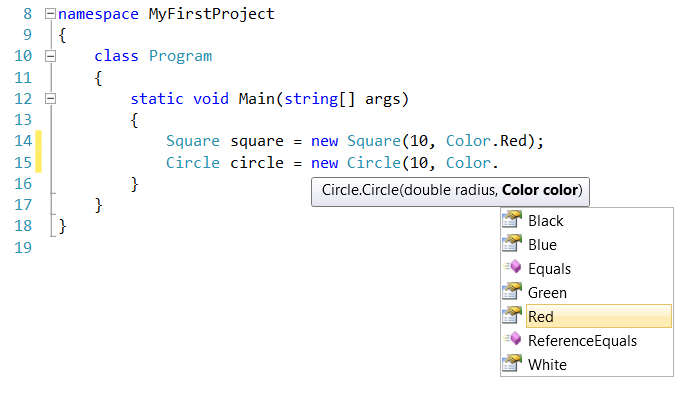 8 namespace MyFirstProject
9 {
10 class Program
11 {
12 static void Main(string[] args)
13 {
14 Square square = new Square(10, Color.Red);
15 Circle circle = new Circle(10, Color.
16 }
Circle.Circle(double radius, Color color)
17 }
18 }
19
Black
Blue
Equals
Green
Red
ReferenceEquals
White